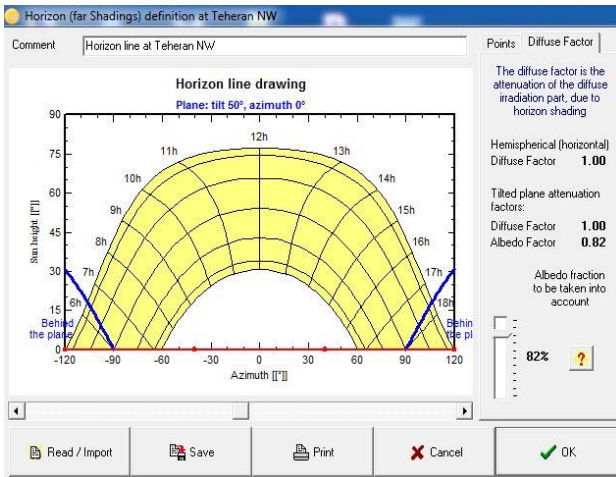 Horizon (far Shadings) definition at Teheran NW
Comment
Horizon line at Teheran NW
Points
Diffuse Factor
Horizon line drawing
Plane: tilt 50°, azimuth 0°
90
75
60
45
30
15
0
Sun height [[°]]
6h
7h
8h
9h
10h
11h
12h
13h
14h
15h
16h
17h
18h
Behind
the plane
Behin
the pl
-120
-90
-60
-30
0
30
60
90
120
Azimuth [[°]]
The diffuse factor is the
attenuation of the diffuse
irradiation part, due to
horizon shading
Hemispherical (horizontal)
Diffuse Factor 1.00
Tilted plane attenuation
factors:
Diffuse Factor 1.00
Albedo Factor 0.82
Albedo fraction
to be taken into
account
82%
?
Read / Import
Save
Print
Cancel
OK